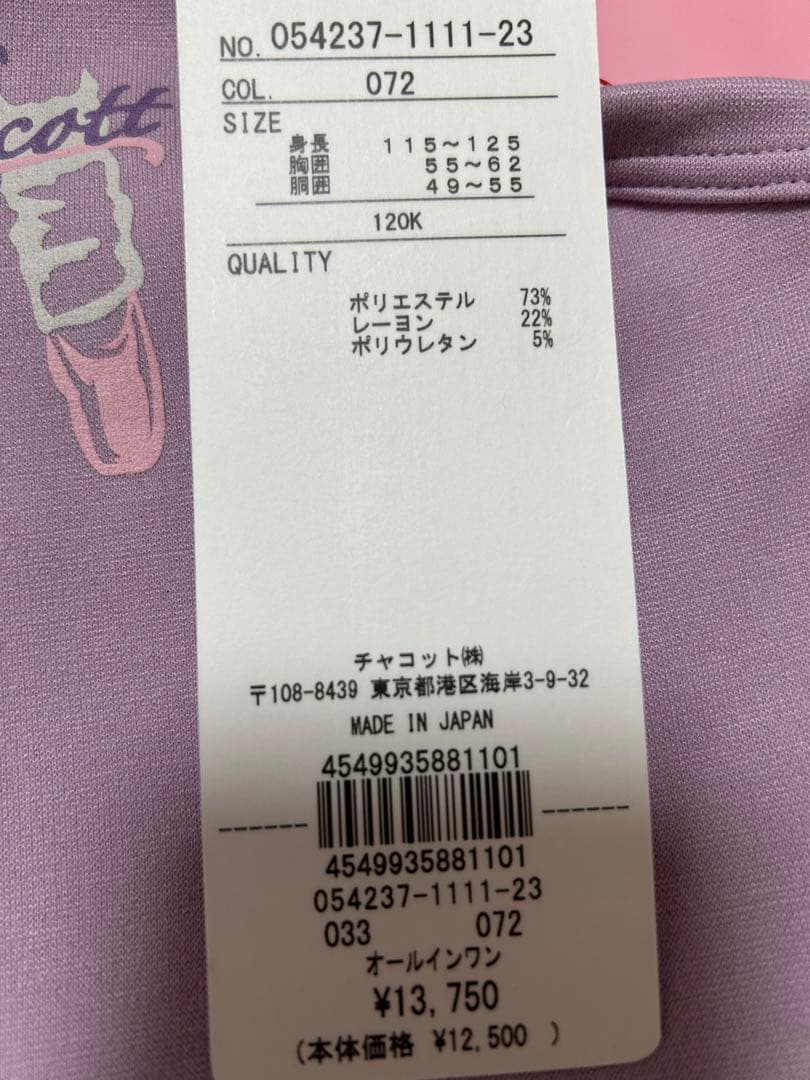 cott
NO. 054237-1111-23
COL. 072
SIZE
身長 115～125
胸囲 55～62
胴囲 49～55
120K
QUALITY
ポリエステル 73%
レーヨン 22%
ポリウレタン 5%
チャコット㈱
〒108-8439 東京都港区海岸3-9-32
MADE IN JAPAN
4549935881101
4549935881101
054237-1111-23
033 072
オールインワン
¥13,750
(本体価格 ¥12,500 )